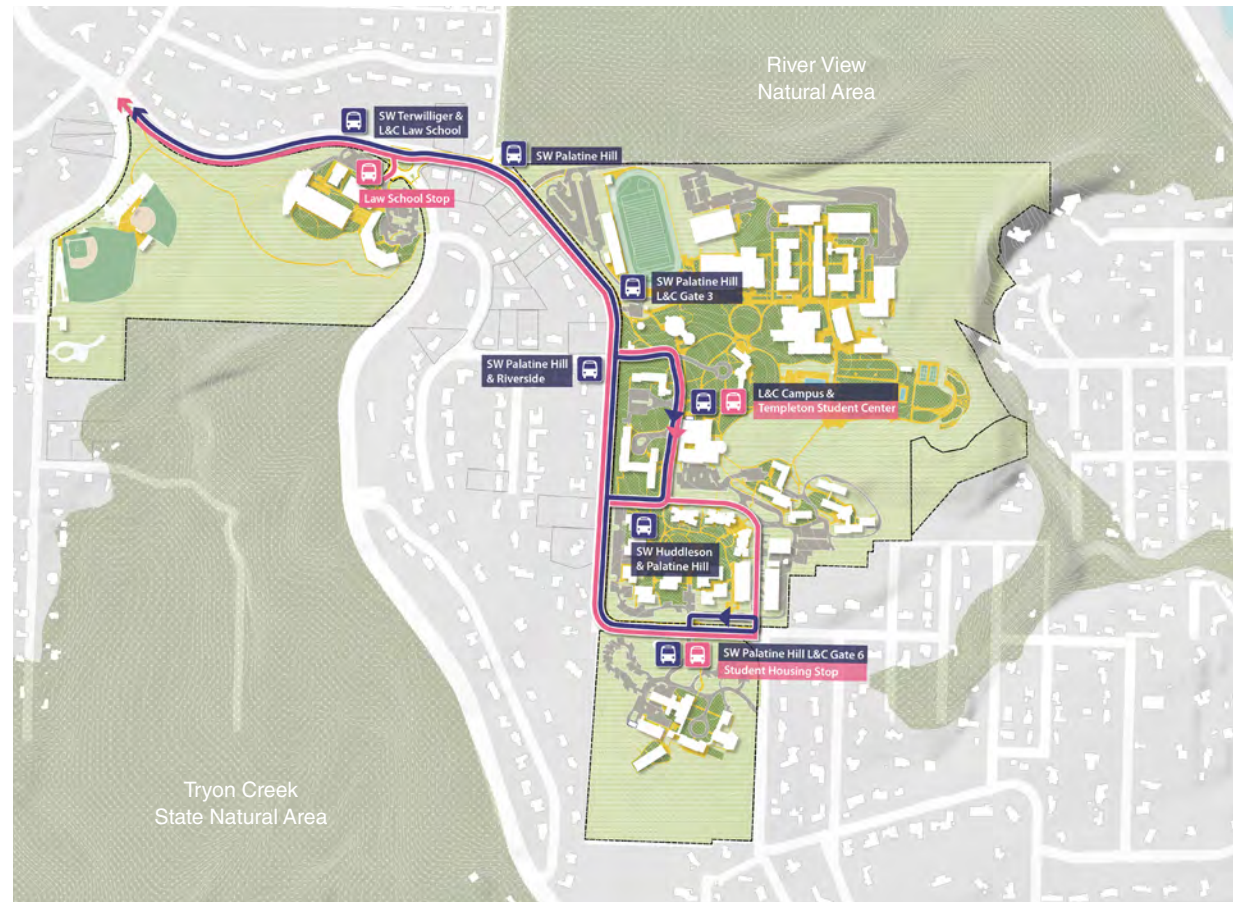 River View
Natural Area
SW Terwilliger &
L&C Law School
SW Palatine Hill
Law School Stop
SW Palatine Hill
L&C Gate 3
SW Palatine Hill
& Riverside
L&C Campus &
Templeton Student Center
SW Huddleson
& Palatine Hill
SW Palatine Hill L&C Gate 6
Student Housing Stop
Tryon Creek
State Natural Area